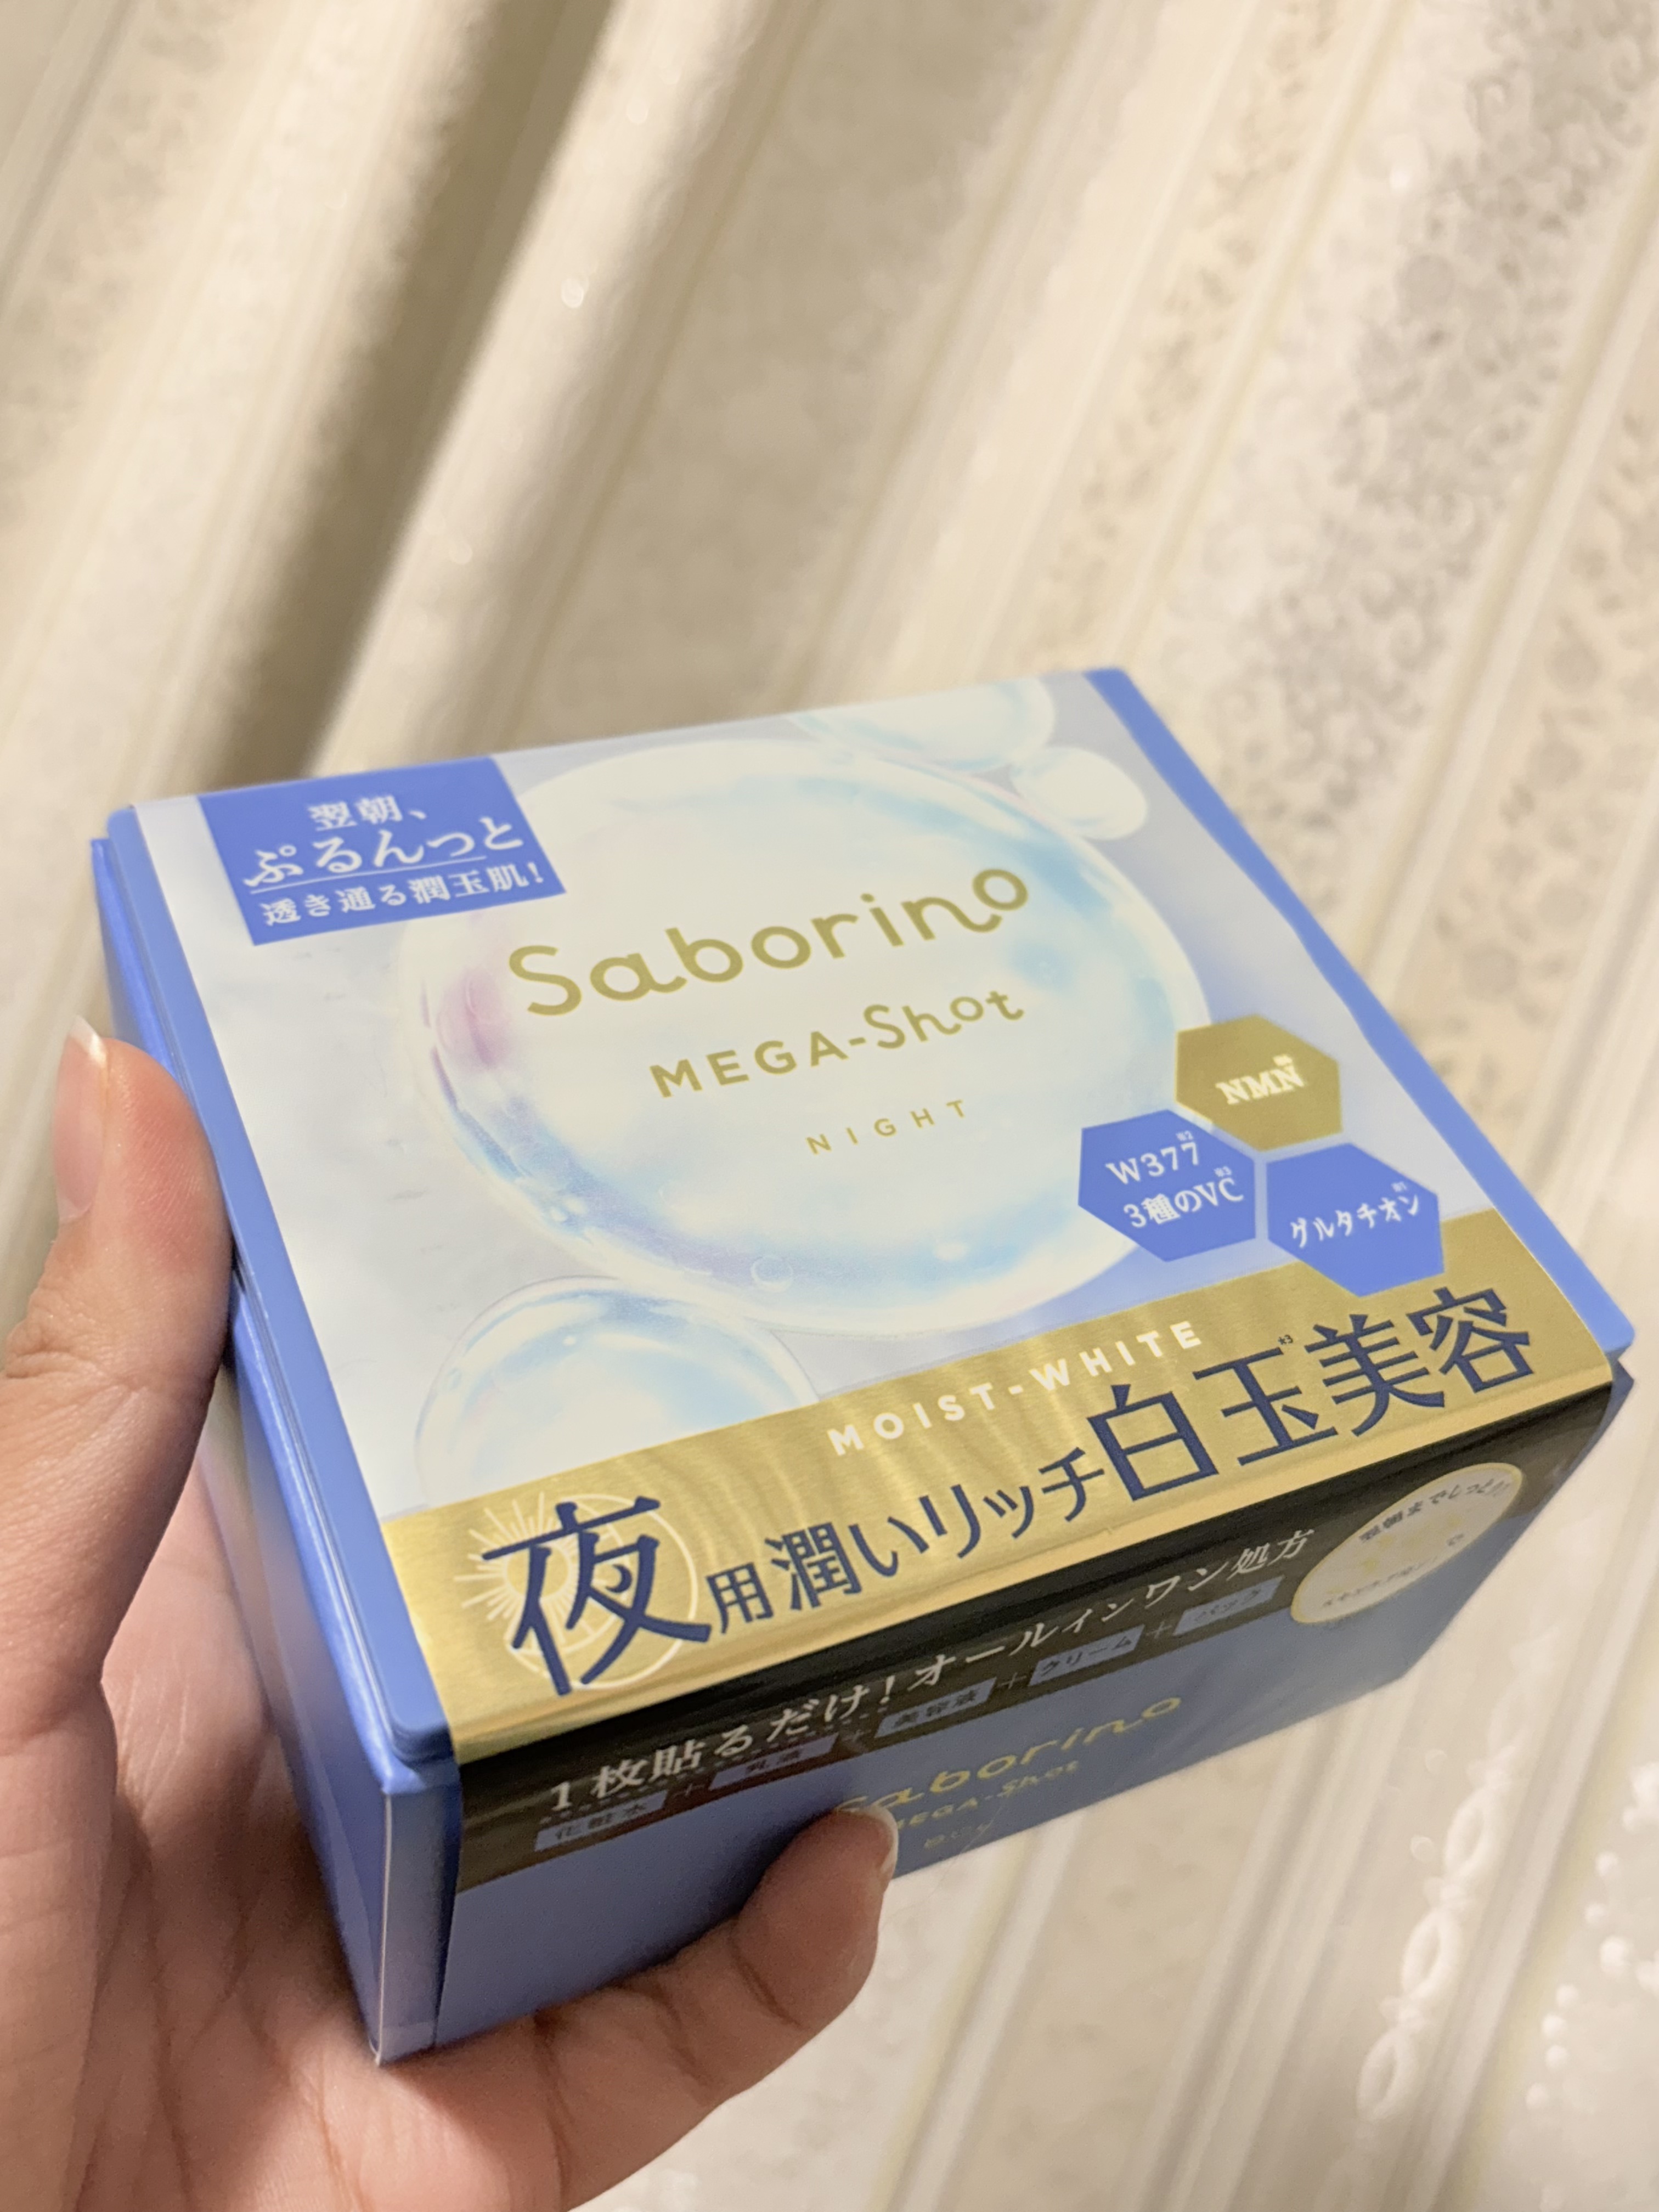 翌朝、
ぷるんっと
透き通る潤玉肌!
Saborino
MEGA-Shot
NIGHT
NMN
W377※2
3種のVC※3
グルタチオン※1
MOIST-WHITE
夜用潤いリッチ白玉美容※3
1枚貼るだけ!オールインワン処方
化粧水+乳液+美容液+クリーム+パック
Saborino
MEGA-Shot